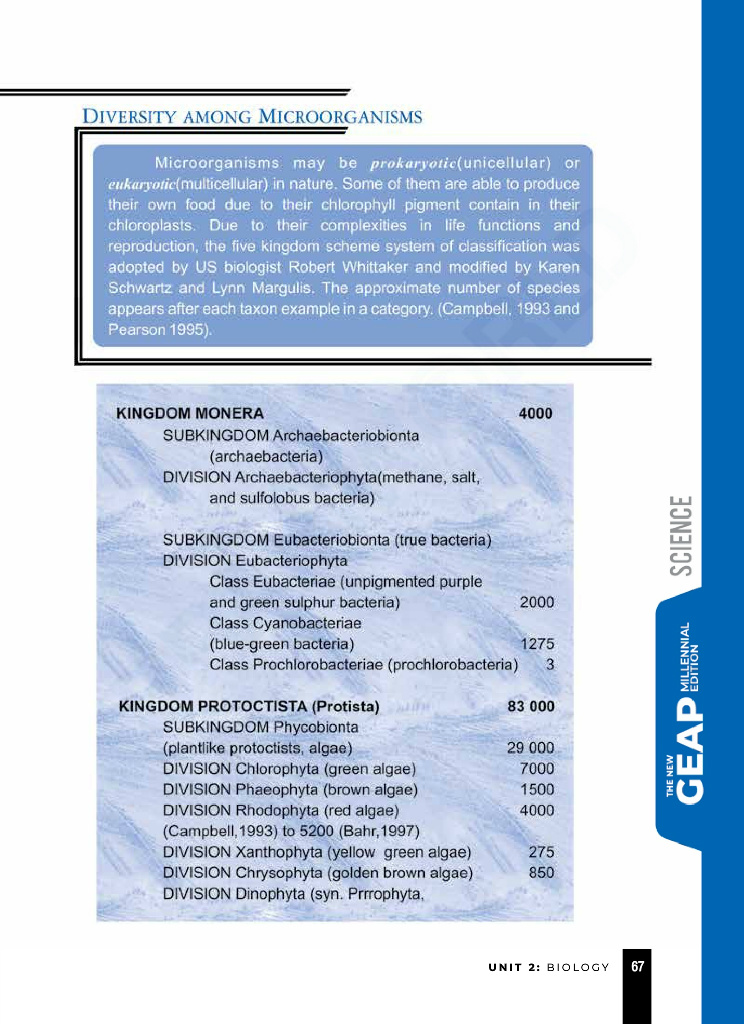 DIVERSITY AMONG MICROORGANISMS
Microorganisms may be prokaryotic(unicellular) or
eukaryotic(multicellular) in nature. Some of them are able to produce
their own food due to their chlorophyll pigment contain in their
chloroplasts. Due to their complexities in life functions and
reproduction, the five kingdom scheme system of classification was
adopted by US biologist Robert Whittaker and modified by Karen
Schwartz and Lynn Margulis. The approximate number of species
appears after each taxon example in a category. (Campbell, 1993 and
Pearson 1995).
KINGDOM MONERA 4000
SUBKINGDOM Archaebacteriobionta
(archaebacteria)
DIVISION Archaebacteriophyta(methane, salt,
and sulfolobus bacteria)
SUBKINGDOM Eubacteriobionta (true bacteria)
DIVISION Eubacteriophyta
Class Eubacteriae (unpigmented purple
and green sulphur bacteria) 2000
Class Cyanobacteriae
(blue-green bacteria) 1275
Class Prochlorobacteriae (prochlorobacteria) 3
KINGDOM PROTOCTISTA (Protista) 83 000
SUBKINGDOM Phycobionta
(plantlike protoctists, algae) 29 000
DIVISION Chlorophyta (green algae) 7000
DIVISION Phaeophyta (brown algae) 1500
DIVISION Rhodophyta (red algae) 4000
(Campbell,1993) to 5200 (Bahr,1997)
DIVISION Xanthophyta (yellow green algae) 275
DIVISION Chrysophyta (golden brown algae) 850
DIVISION Dinophyta (syn. Prrrophyta,
SCIENCE
THE NEW
GEAP MILLENNIAL
EDITION
UNIT 2: BIOLOGY 67